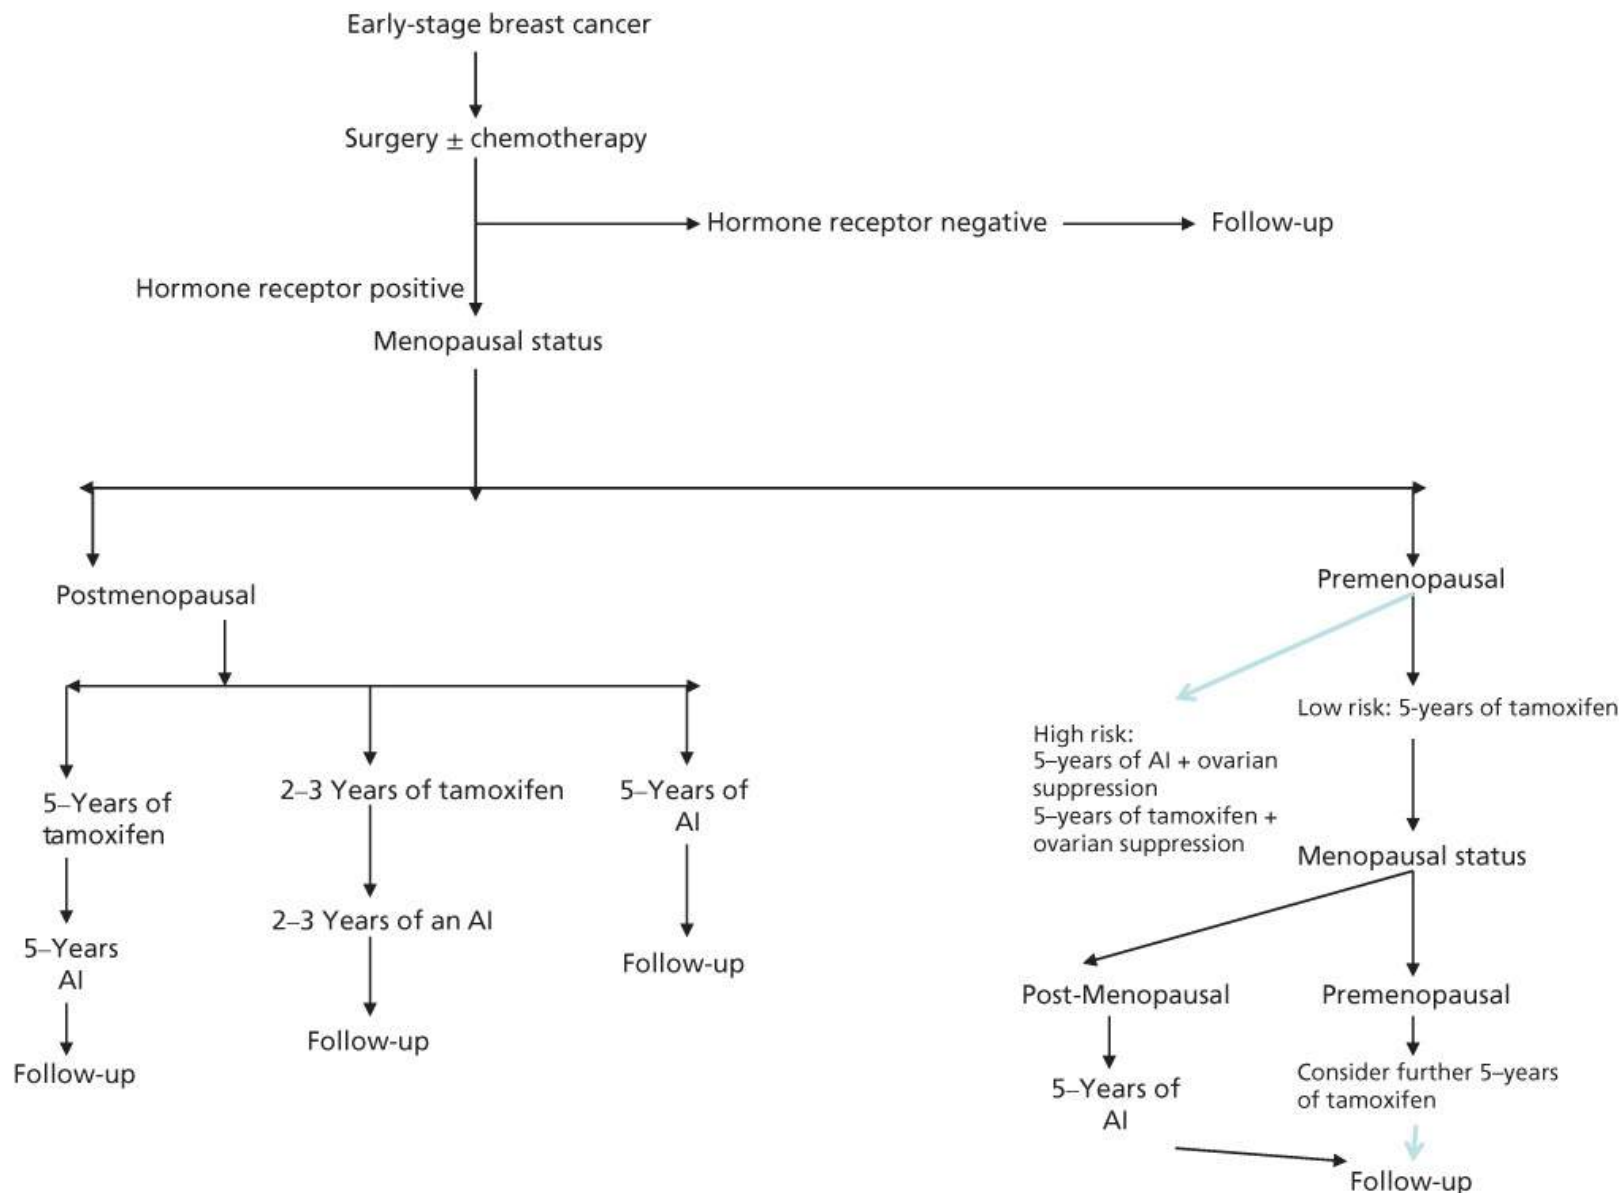 Early-stage breast cancer
Surgery ± chemotherapy
Hormone receptor negative
Follow-up
Hormone receptor positive
Menopausal status
Postmenopausal
5–Years of
tamoxifen
5–Years
AI
Follow-up
2–3 Years of tamoxifen
2–3 Years of an AI
Follow-up
5–Years of
AI
Follow-up
Premenopausal
High risk:
5–years of AI + ovarian
suppression
5–years of tamoxifen +
ovarian suppression
Low risk: 5-years of tamoxifen
Menopausal status
Post-Menopausal
5–Years of
AI
Premenopausal
Consider further 5–years
of tamoxifen
Follow-up